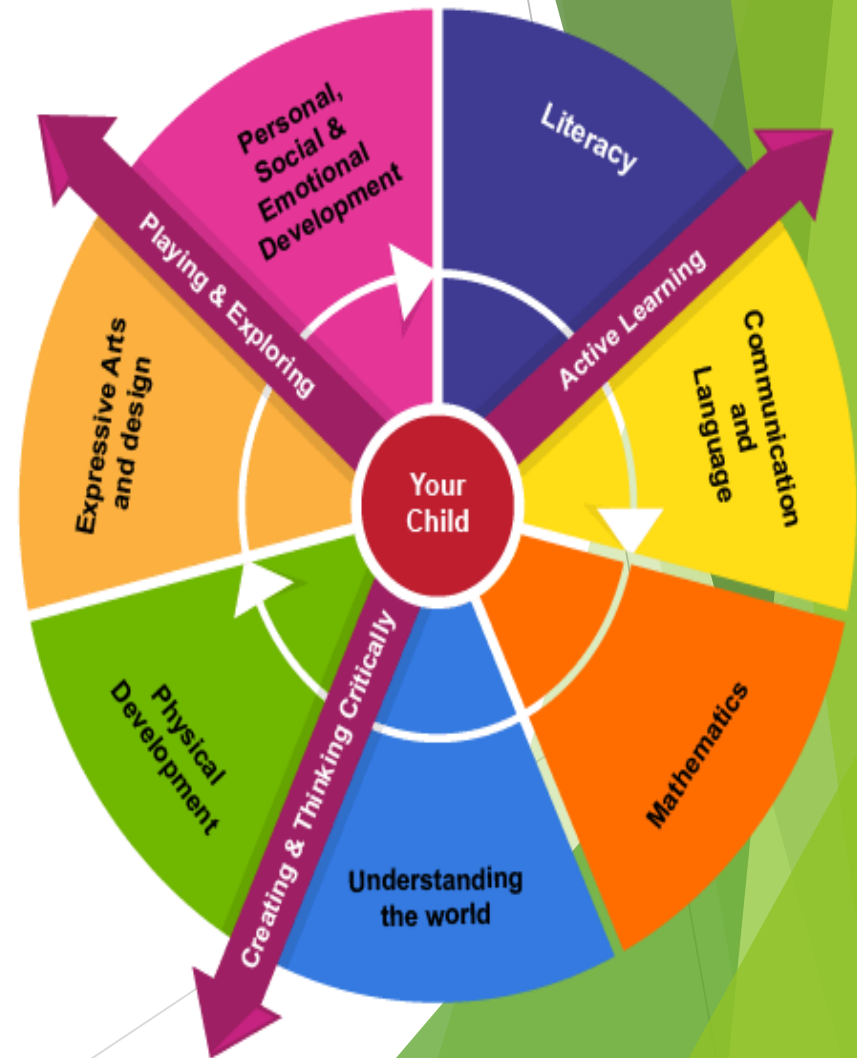 Personal,
Social &
Emotional
Development
Literacy
Playing & Exploring
Active Learning
Expressive Arts
and design
Communication
and
Language
Your
Child
Physical
Development
Creating & Thinking Critically
Mathematics
Understanding
the world